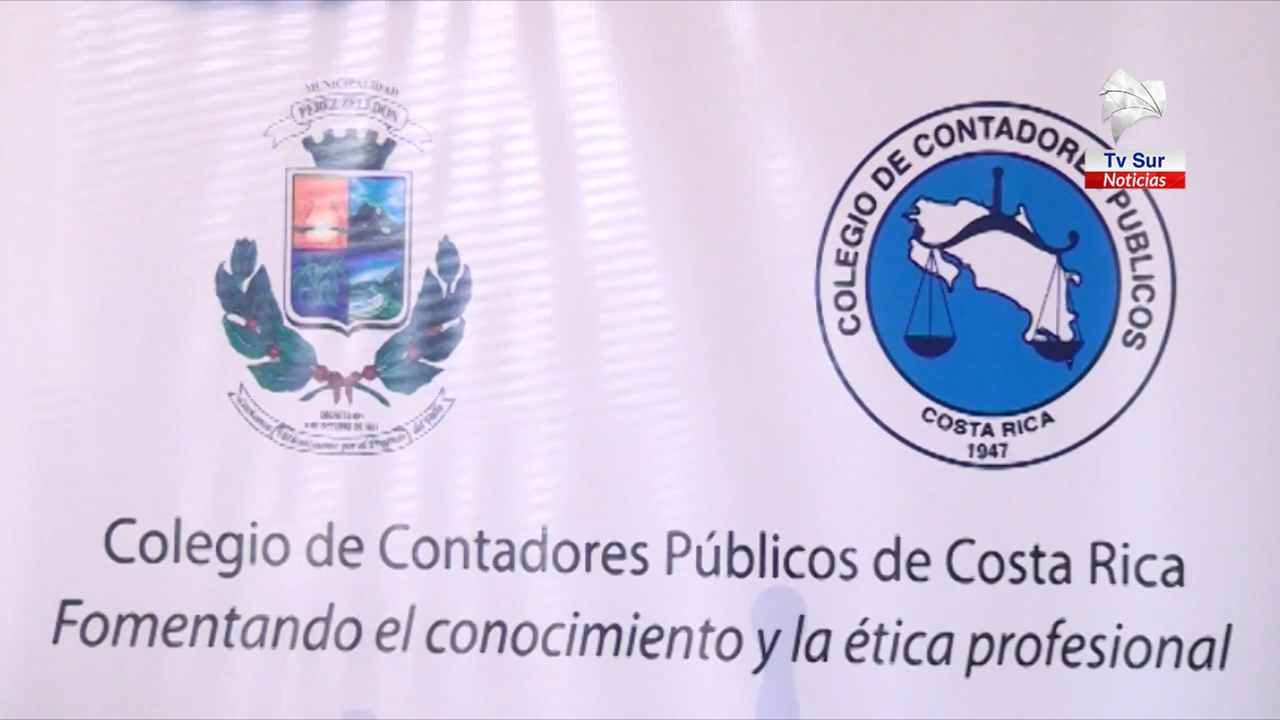 MUNICIPALIDAD
PEREZ ZELEDON
COLEGIO DE CONTADORES PUBLICOS
COSTA RICA
1947
Tv Sur
Noticias
Colegio de Contadores Públicos de Costa Rica
Fomentando el conocimiento y la ética profesional